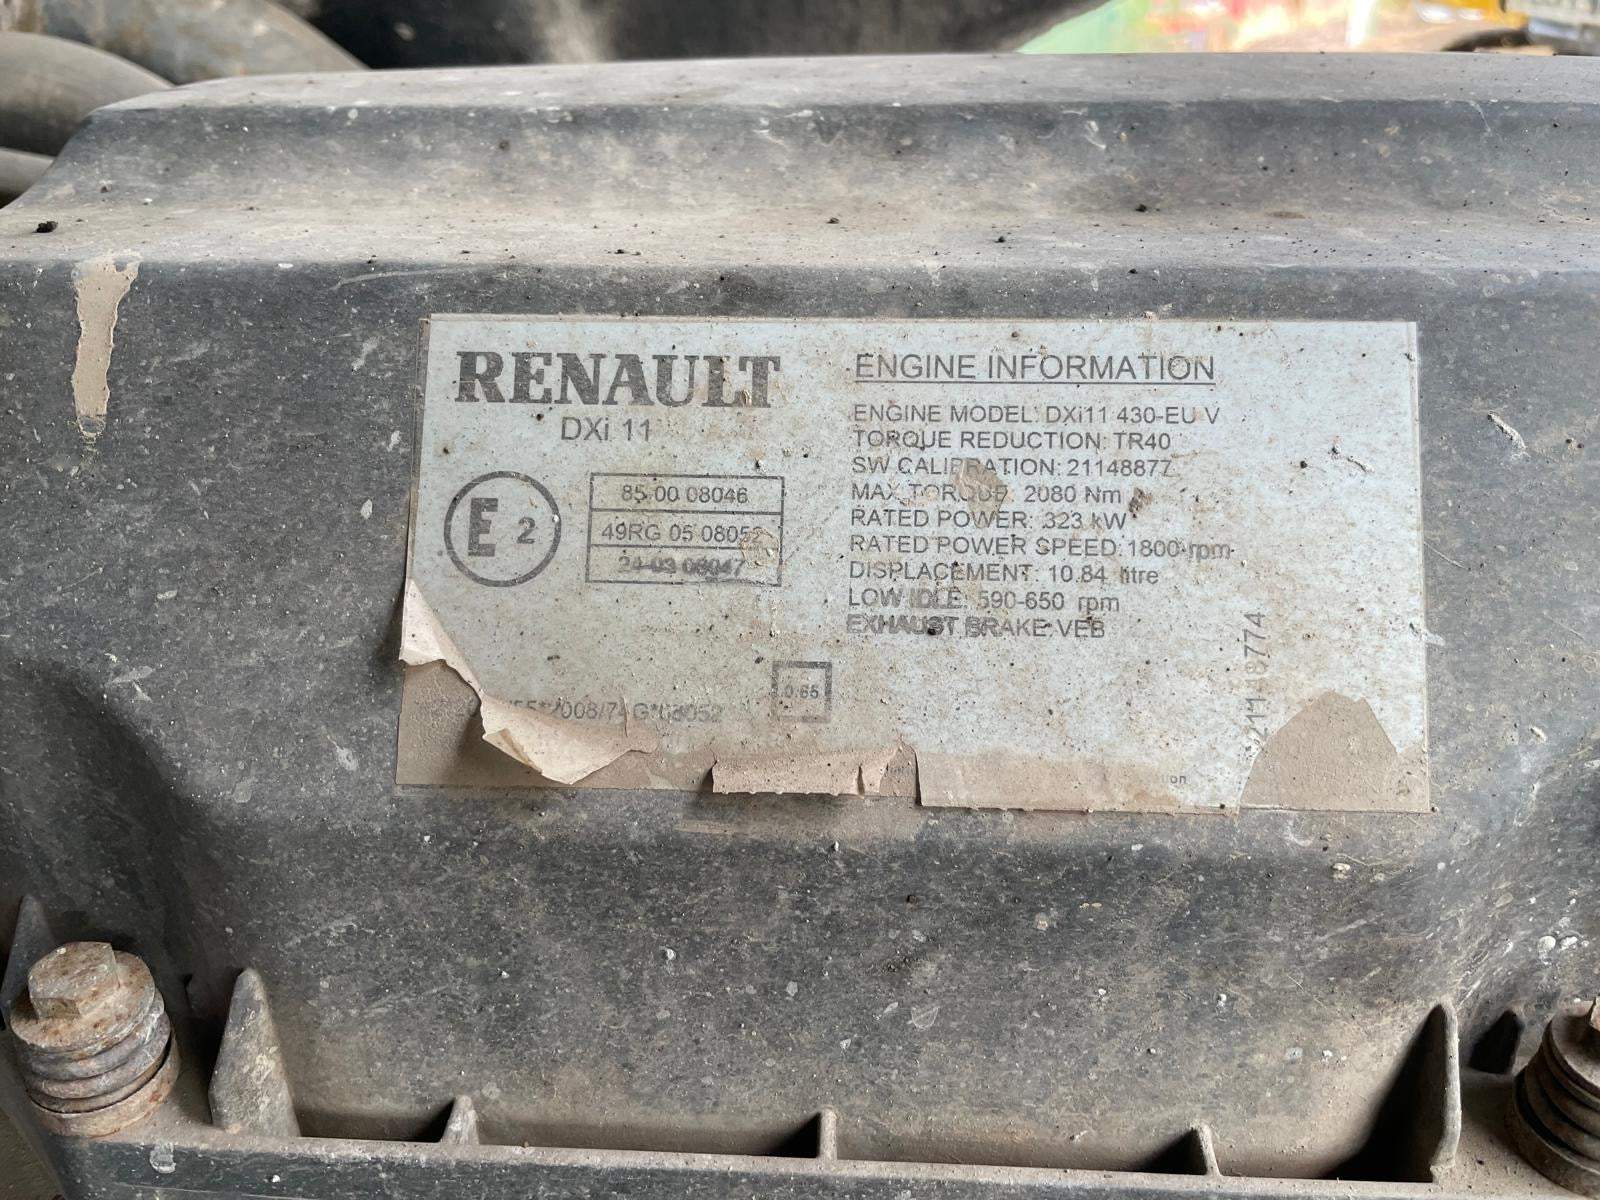 RENAULT
DXi 11
E 2
85 00 08046
49RG 05 08052
24 03 08047
0.65
ENGINE INFORMATION
ENGINE MODEL: DXi11 430-EU V
TORQUE REDUCTION: TR40
SW CALIBRATION: 21148877
MAX TORQUE: 2080 Nm
RATED POWER: 323 kW
RATED POWER SPEED: 1800 rpm
DISPLACEMENT: 10.84 litre
LOW IDLE: 590-650 rpm
EXHAUST BRAKE: VEB